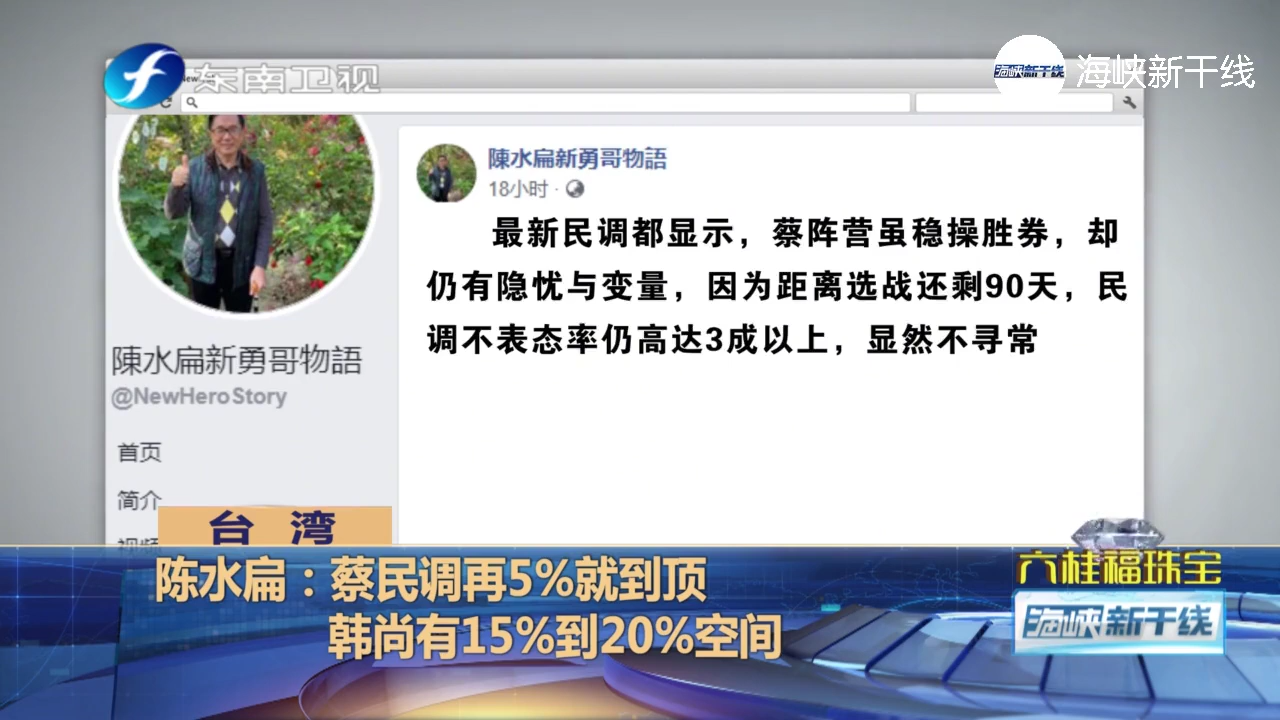 东南卫视
海峡新干线
海峡新干线
陳水扁新勇哥物語
18小时
最新民调都显示，蔡阵营虽稳操胜券，却
仍有隐忧与变量，因为距离选战还剩90天，民
调不表态率仍高达3成以上，显然不寻常
陳水扁新勇哥物語
@NewHeroStory
首页
简介
视频
台湾
陈水扁：蔡民调再5%就到顶
韩尚有15%到20%空间
六桂福珠宝
海峡新干线